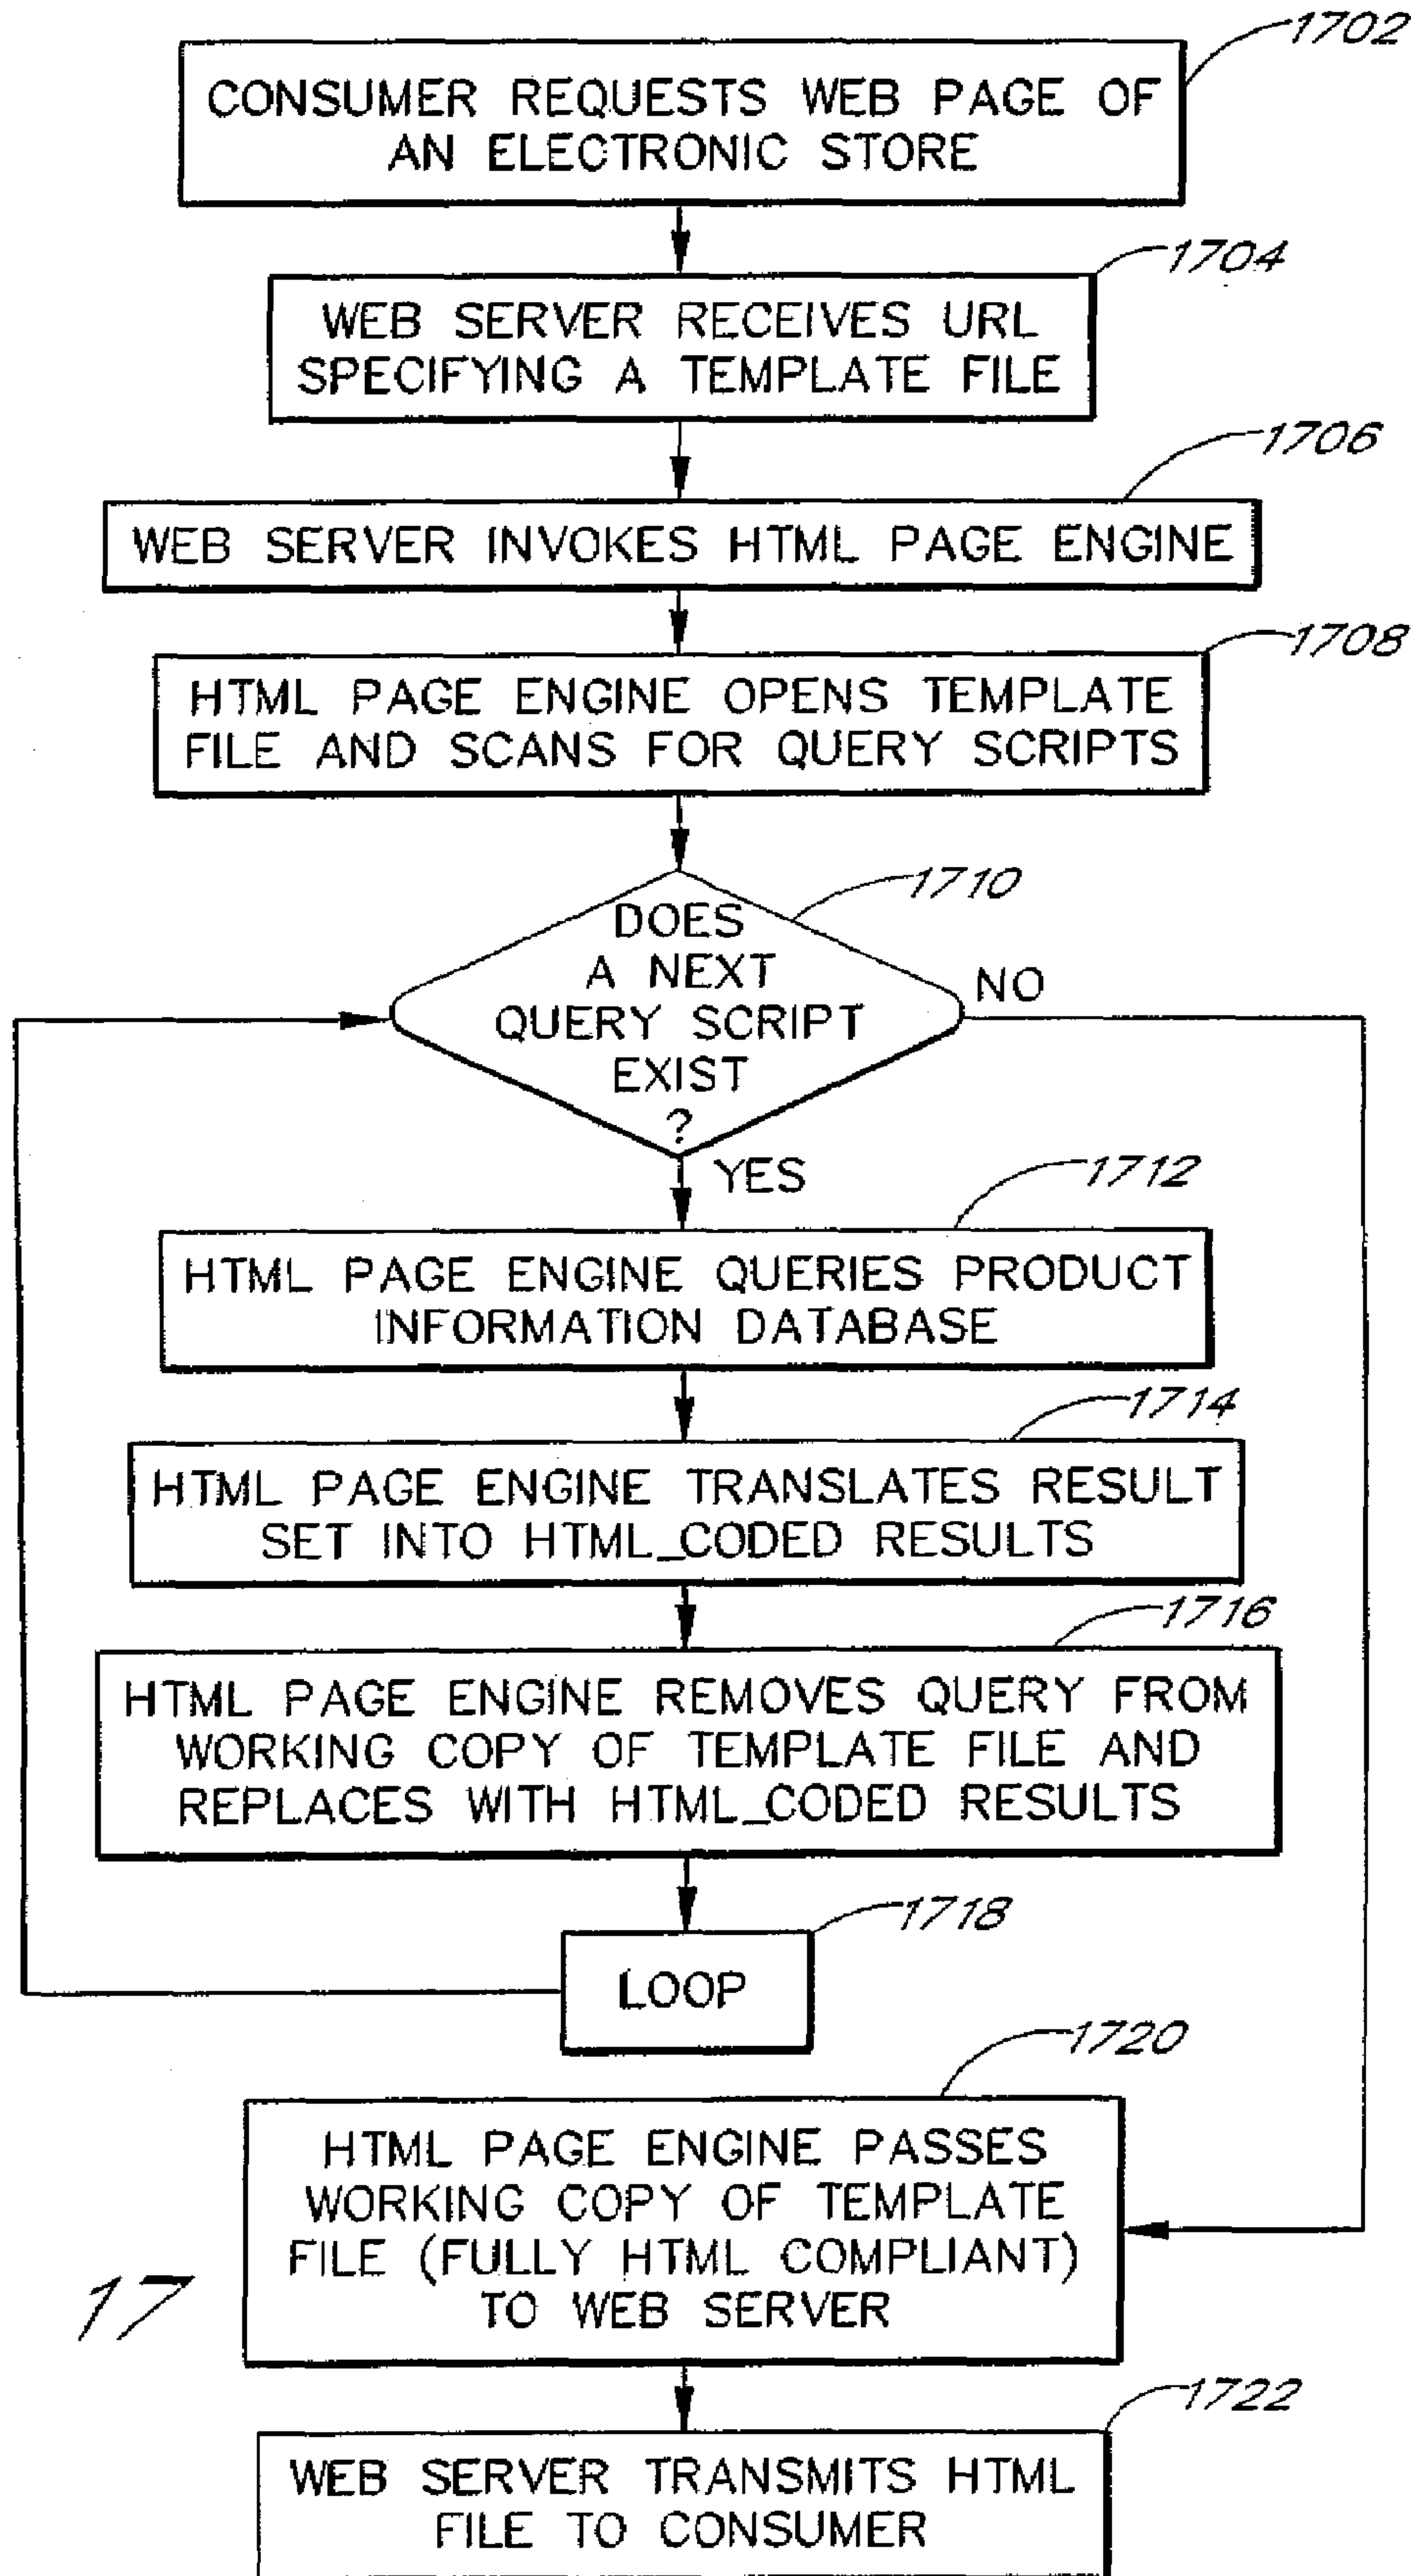 1702
CONSUMER REQUESTS WEB PAGE OF
AN ELECTRONIC STORE
1704
WEB SERVER RECEIVES URL
SPECIFYING A TEMPLATE FILE
1706
WEB SERVER INVOKES HTML PAGE ENGINE
1708
HTML PAGE ENGINE OPENS TEMPLATE
FILE AND SCANS FOR QUERY SCRIPTS
1710
DOES
A NEXT
QUERY SCRIPT
EXIST
?
NO
YES
1712
HTML PAGE ENGINE QUERIES PRODUCT
INFORMATION DATABASE
1714
HTML PAGE ENGINE TRANSLATES RESULT
SET INTO HTML_CODED RESULTS
1716
HTML PAGE ENGINE REMOVES QUERY FROM
WORKING COPY OF TEMPLATE FILE AND
REPLACES WITH HTML_CODED RESULTS
1718
LOOP
1720
HTML PAGE ENGINE PASSES
WORKING COPY OF TEMPLATE
FILE (FULLY HTML COMPLIANT)
TO WEB SERVER
17
1722
WEB SERVER TRANSMITS HTML
FILE TO CONSUMER